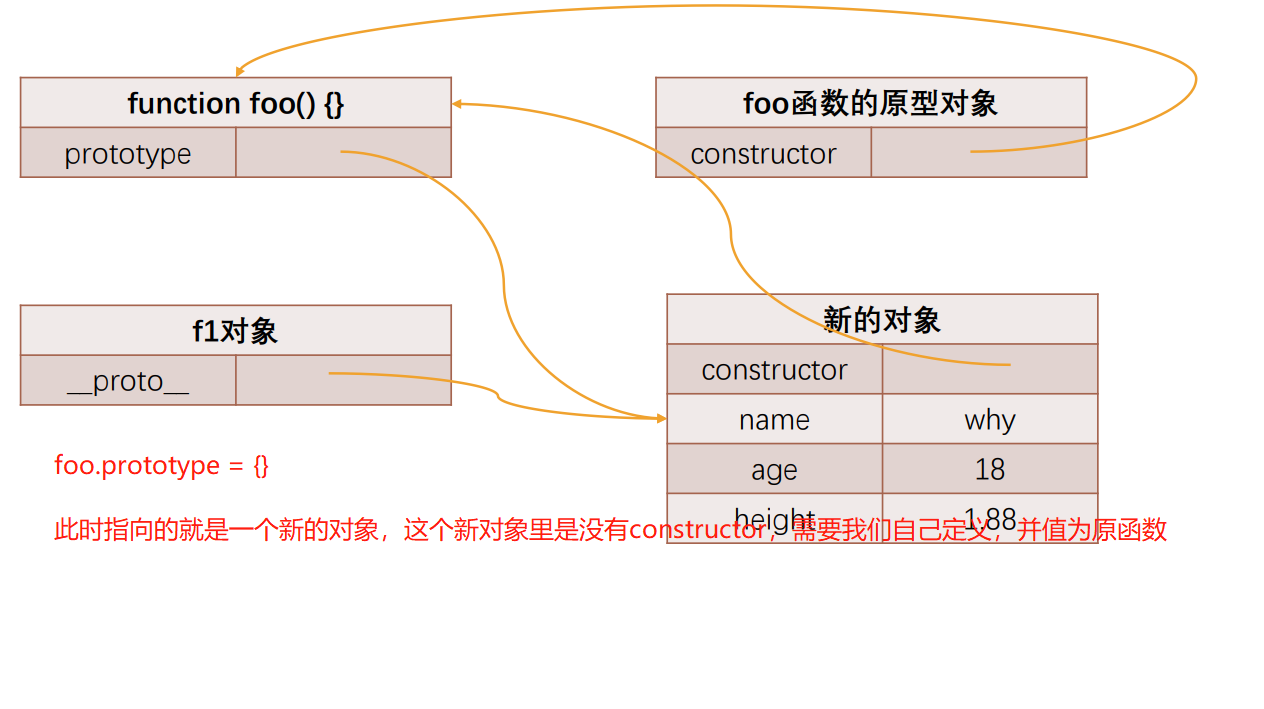 function foo() {}
prototype
foo函数的原型对象
constructor
f1对象
__proto__
新的对象
constructor
name why
age 18
height 1.88
foo.prototype = {}
此时指向的就是一个新的对象，这个新对象里是没有constructor，需要我们自己定义，并值为原函数